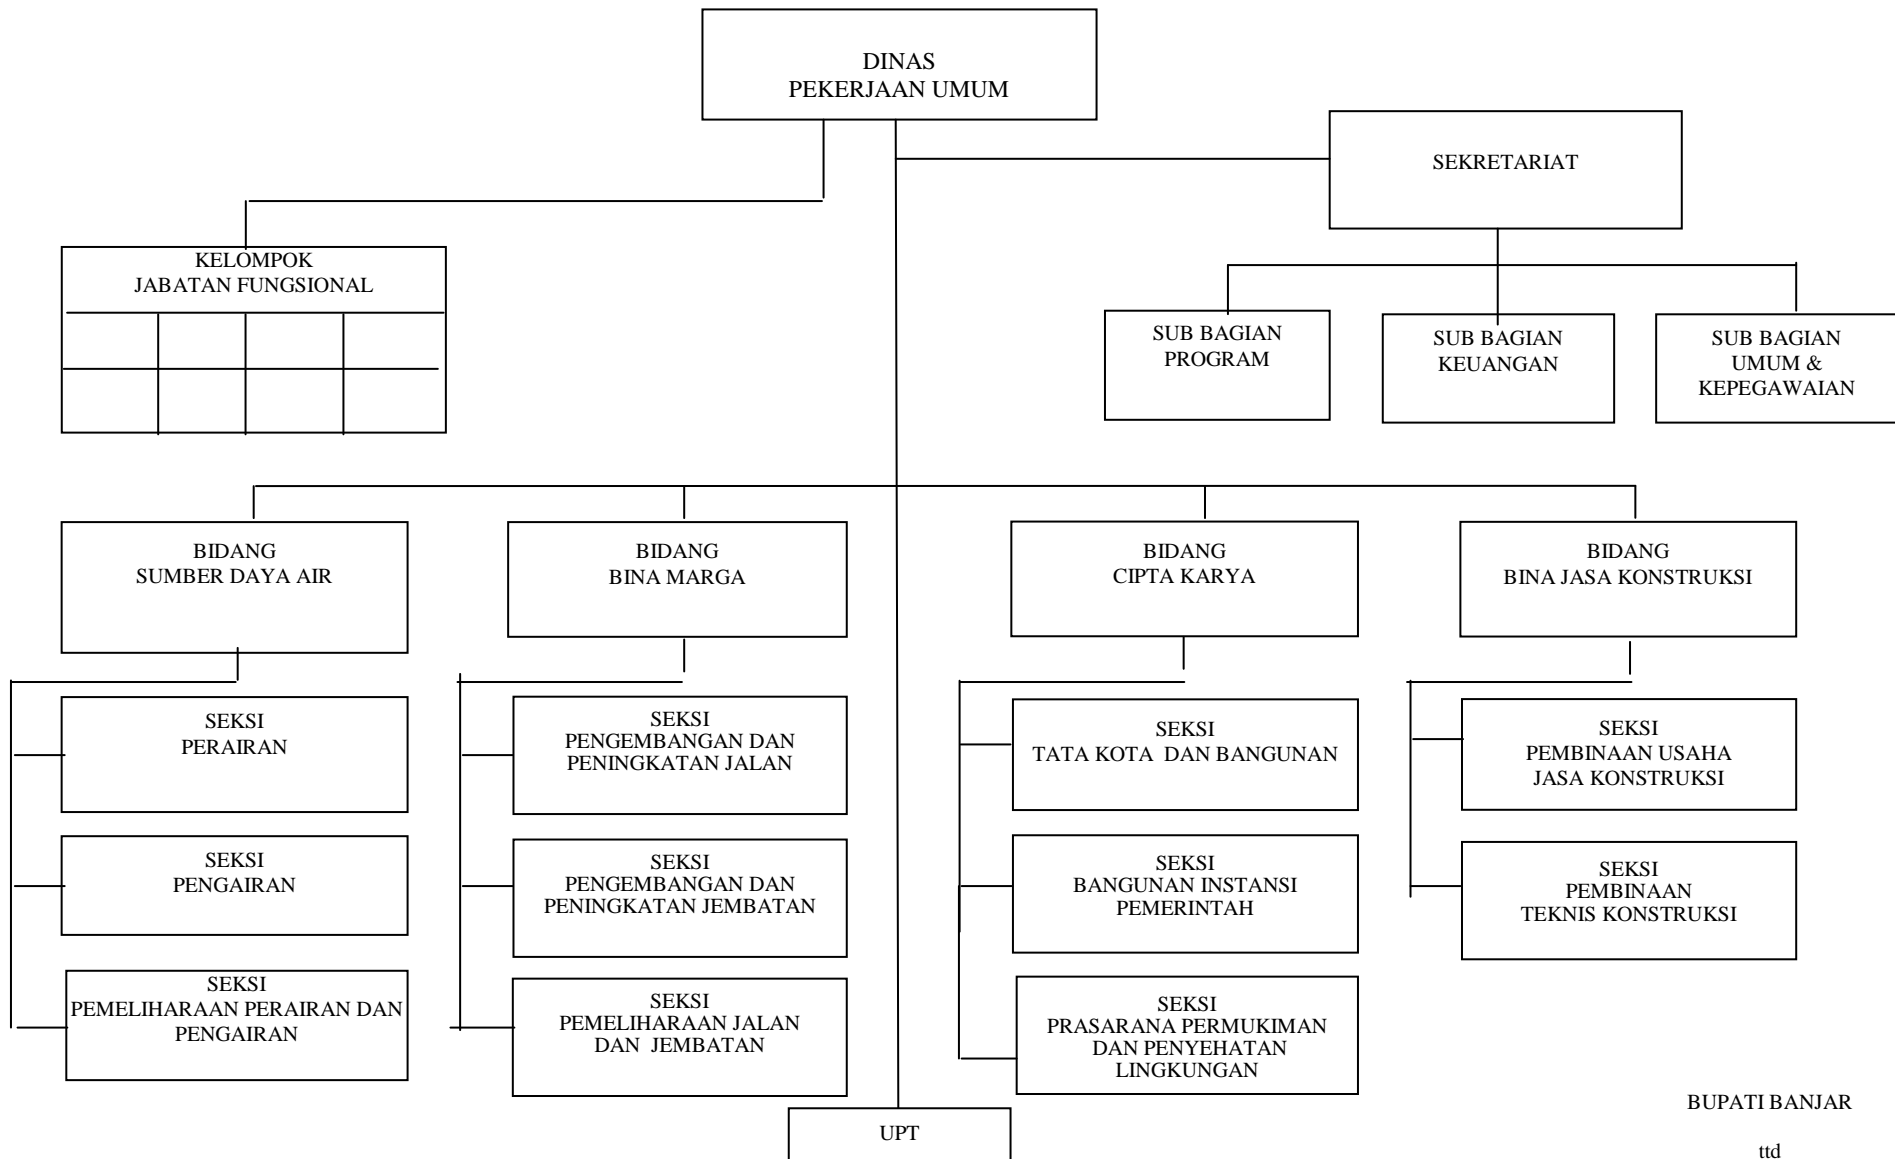 DINAS
PEKERJAAN UMUM
SEKRETARIAT
KELOMPOK
JABATAN FUNGSIONAL
SUB BAGIAN
PROGRAM
SUB BAGIAN
KEUANGAN
SUB BAGIAN
UMUM &
KEPEGAWAIAN
BIDANG
SUMBER DAYA AIR
BIDANG
BINA MARGA
BIDANG
CIPTA KARYA
BIDANG
BINA JASA KONSTRUKSI
SEKSI
PERAIRAN
SEKSI
PENGEMBANGAN DAN
PENINGKATAN JALAN
SEKSI
TATA KOTA DAN BANGUNAN
SEKSI
PEMBINAAN USAHA
JASA KONSTRUKSI
SEKSI
PENGAIRAN
SEKSI
PENGEMBANGAN DAN
PENINGKATAN JEMBATAN
SEKSI
BANGUNAN INSTANSI
PEMERINTAH
SEKSI
PEMBINAAN
TEKNIS KONSTRUKSI
SEKSI
PEMELIHARAAN PERAIRAN DAN
PENGAIRAN
SEKSI
PEMELIHARAAN JALAN
DAN JEMBATAN
SEKSI
PRASARANA PERMUKIMAN
DAN PENYEHATAN
LINGKUNGAN
UPT
BUPATI BANJAR
ttd